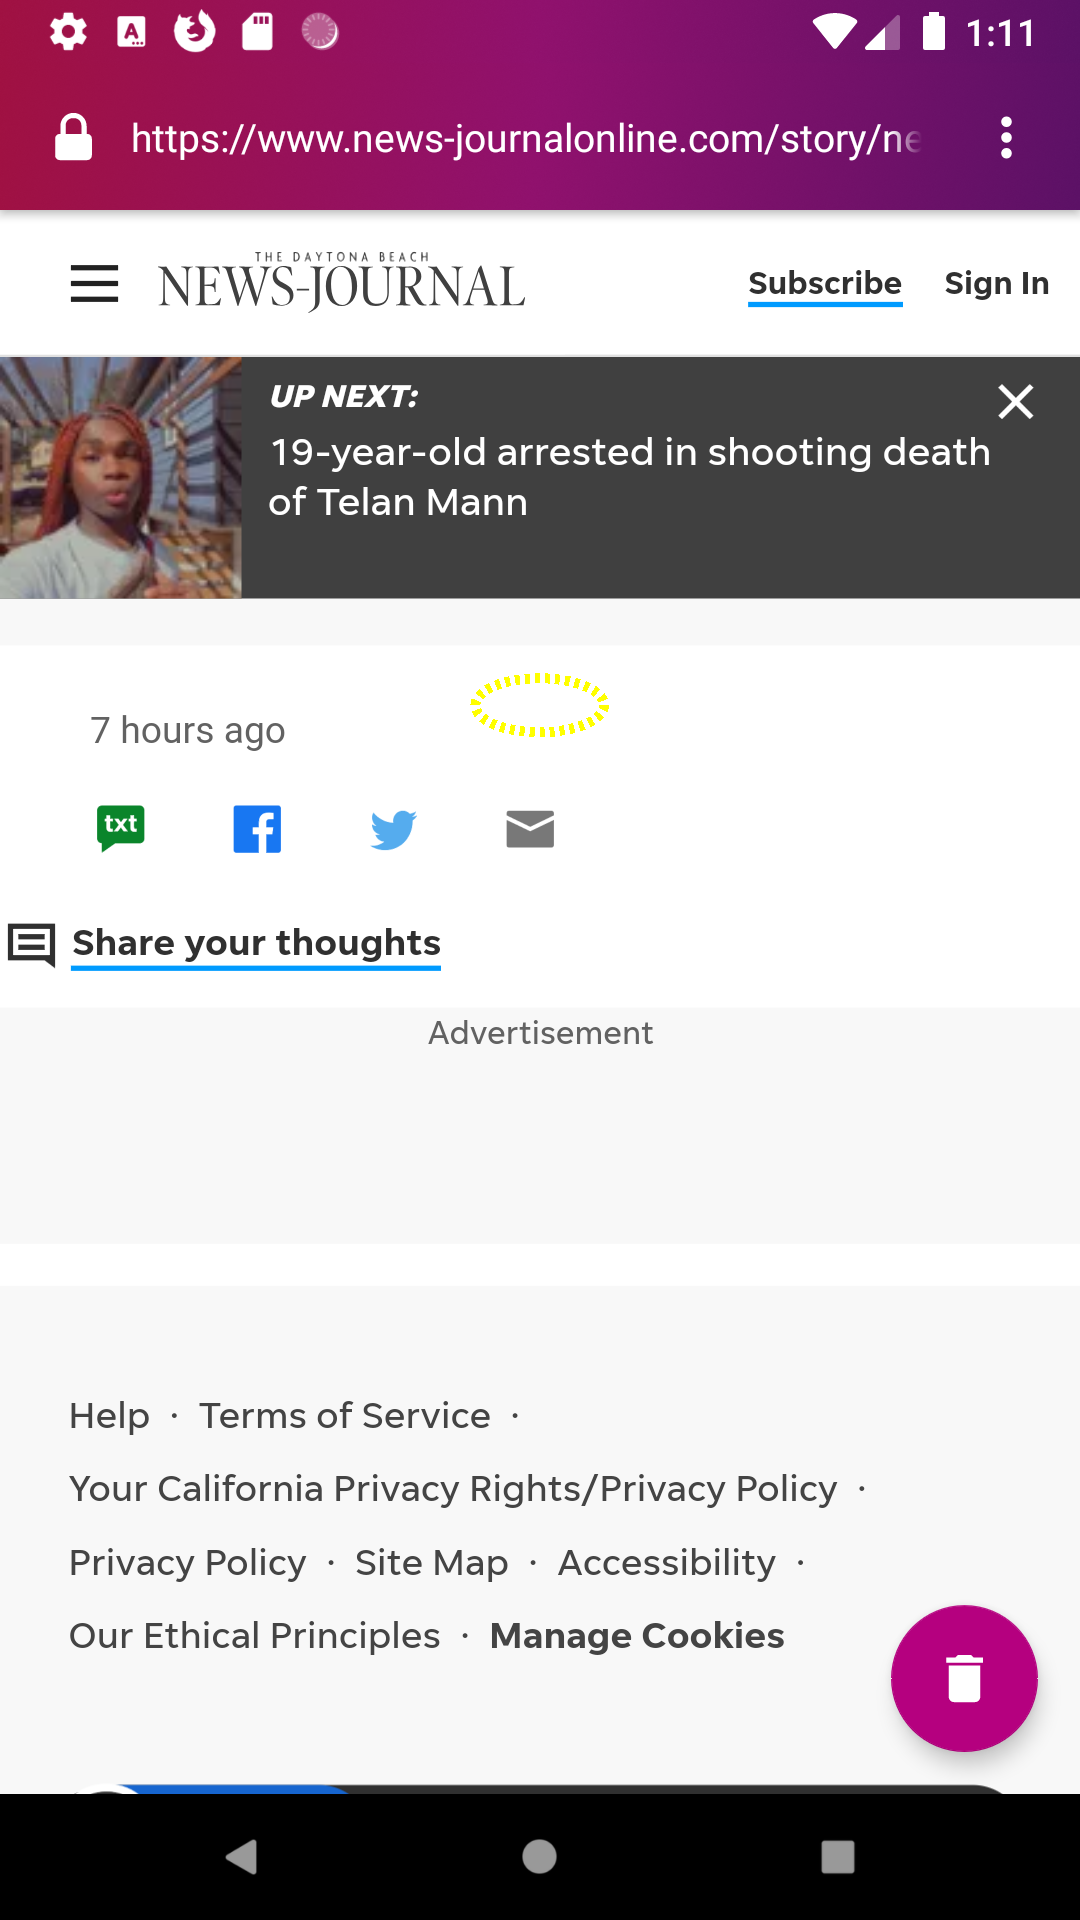 1:11
https://www.news-journalonline.com/story/ne
THE DAYTONA BEACH
NEWS-JOURNAL
Subscribe
Sign In
UP NEXT:
19-year-old arrested in shooting death
of Telan Mann
7 hours ago
txt
Share your thoughts
Advertisement
Help · Terms of Service ·
Your California Privacy Rights/Privacy Policy ·
Privacy Policy · Site Map · Accessibility ·
Our Ethical Principles · Manage Cookies